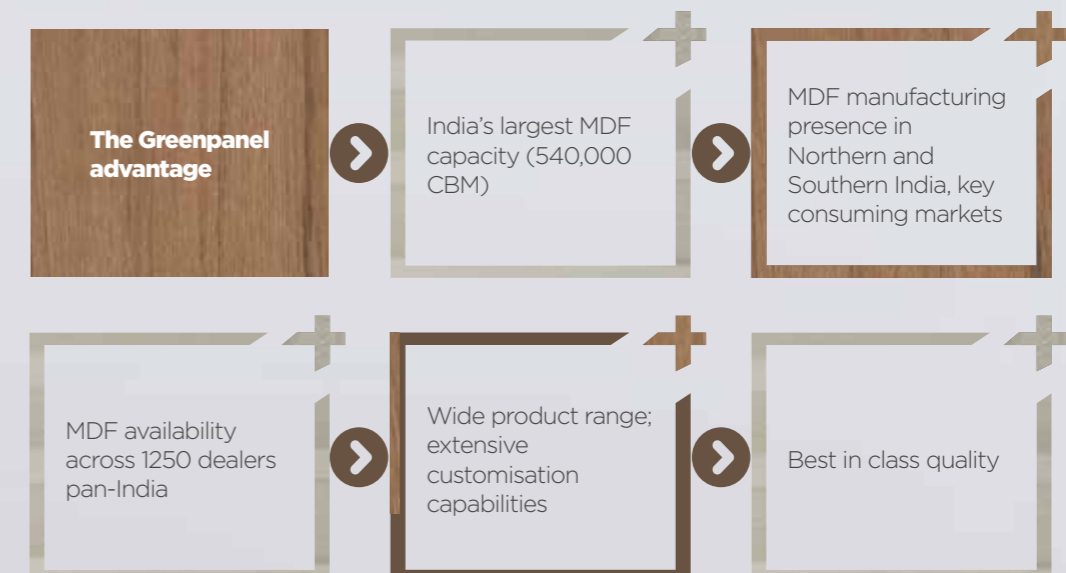 The Greenpanel
advantage
India’s largest MDF
capacity (540,000
CBM)
MDF manufacturing
presence in
Northern and
Southern India, key
consuming markets
MDF availability
across 1250 dealers
pan-India
Wide product range;
extensive
customisation
capabilities
Best in class quality